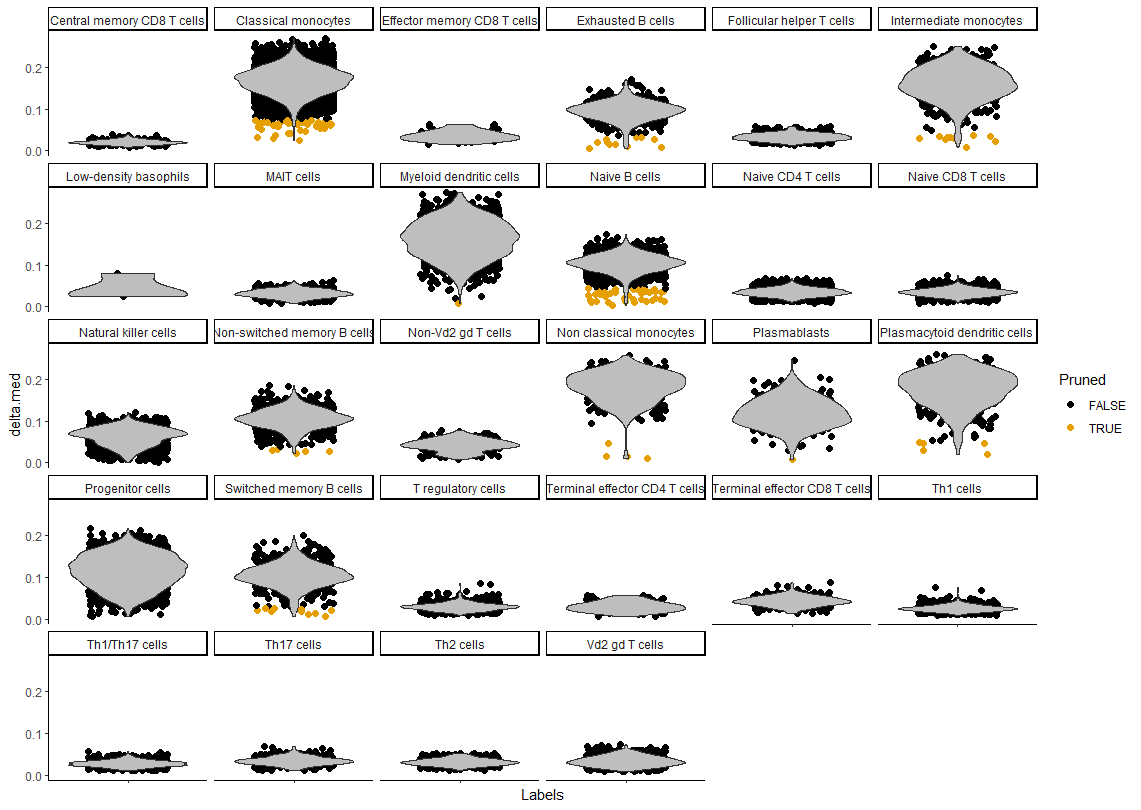 Central memory CD8 T cells
Classical monocytes
Effector memory CD8 T cells
Exhausted B cells
Follicular helper T cells
Intermediate monocytes
0.2
0.1
0.0
Low-density basophils
MAIT cells
Myeloid dendritic cells
Naive B cells
Naive CD4 T cells
Naive CD8 T cells
0.2
0.1
0.0
Natural killer cells
Non-switched memory B cells
Non-Vd2 gd T cells
Non classical monocytes
Plasmablasts
Plasmacytoid dendritic cells
0.2
0.1
0.0
delta.med
Pruned
FALSE
TRUE
Progenitor cells
Switched memory B cells
T regulatory cells
Terminal effector CD4 T cells
Terminal effector CD8 T cells
Th1 cells
0.2
0.1
0.0
Th1/Th17 cells
Th17 cells
Th2 cells
Vd2 gd T cells
0.2
0.1
0.0
Labels